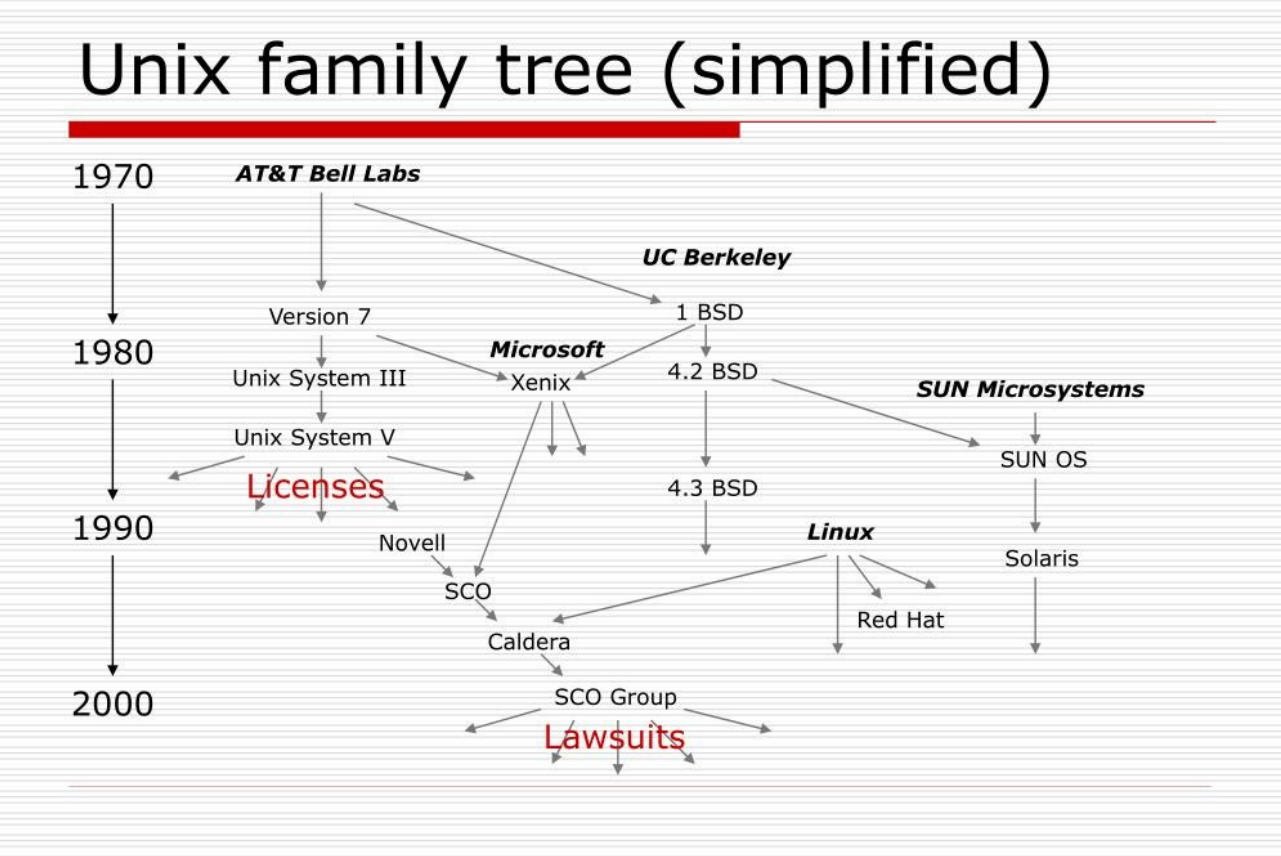 Unix family tree (simplified)
1970
AT&T Bell Labs
UC Berkeley
1 BSD
Version 7
1980
Microsoft
4.2 BSD
Unix System III
Xenix
SUN Microsystems
Unix System V
SUN OS
Licenses
4.3 BSD
1990
Linux
Novell
Solaris
SCO
Red Hat
Caldera
2000
SCO Group
Lawsuits